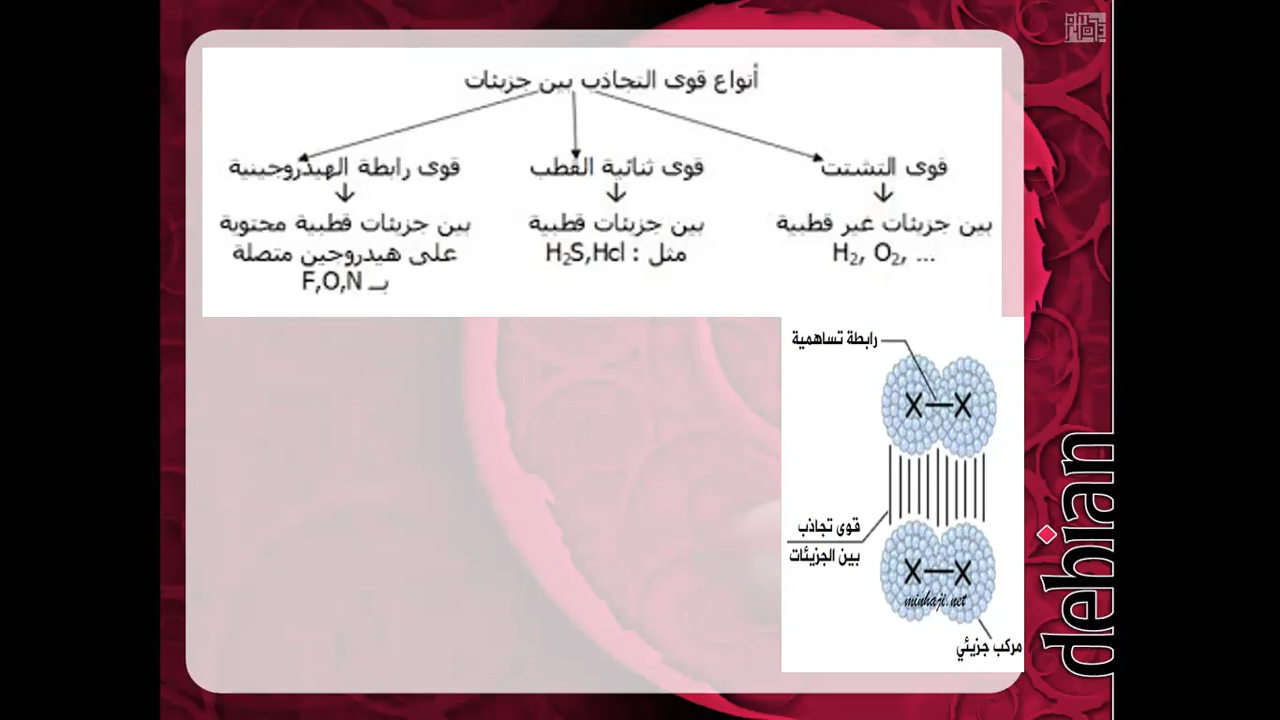 أنواع قوى التجاذب بين جزيئات
قوى التشتت
↓
بين جزيئات غير قطبية
H₂, O₂, ...
قوى ثنائية القطب
↓
بين جزيئات قطبية
مثل : H₂S,Hcl
قوى رابطة الهيدروجينية
↓
بين جزيئات قطبية محتوية
على هيدروجين متصلة
بـ F,O,N
رابطة تساهمية
X—X
قوى تجاذب
بين الجزيئات
X—X
minhaji.net
مركب جزيئي
debian